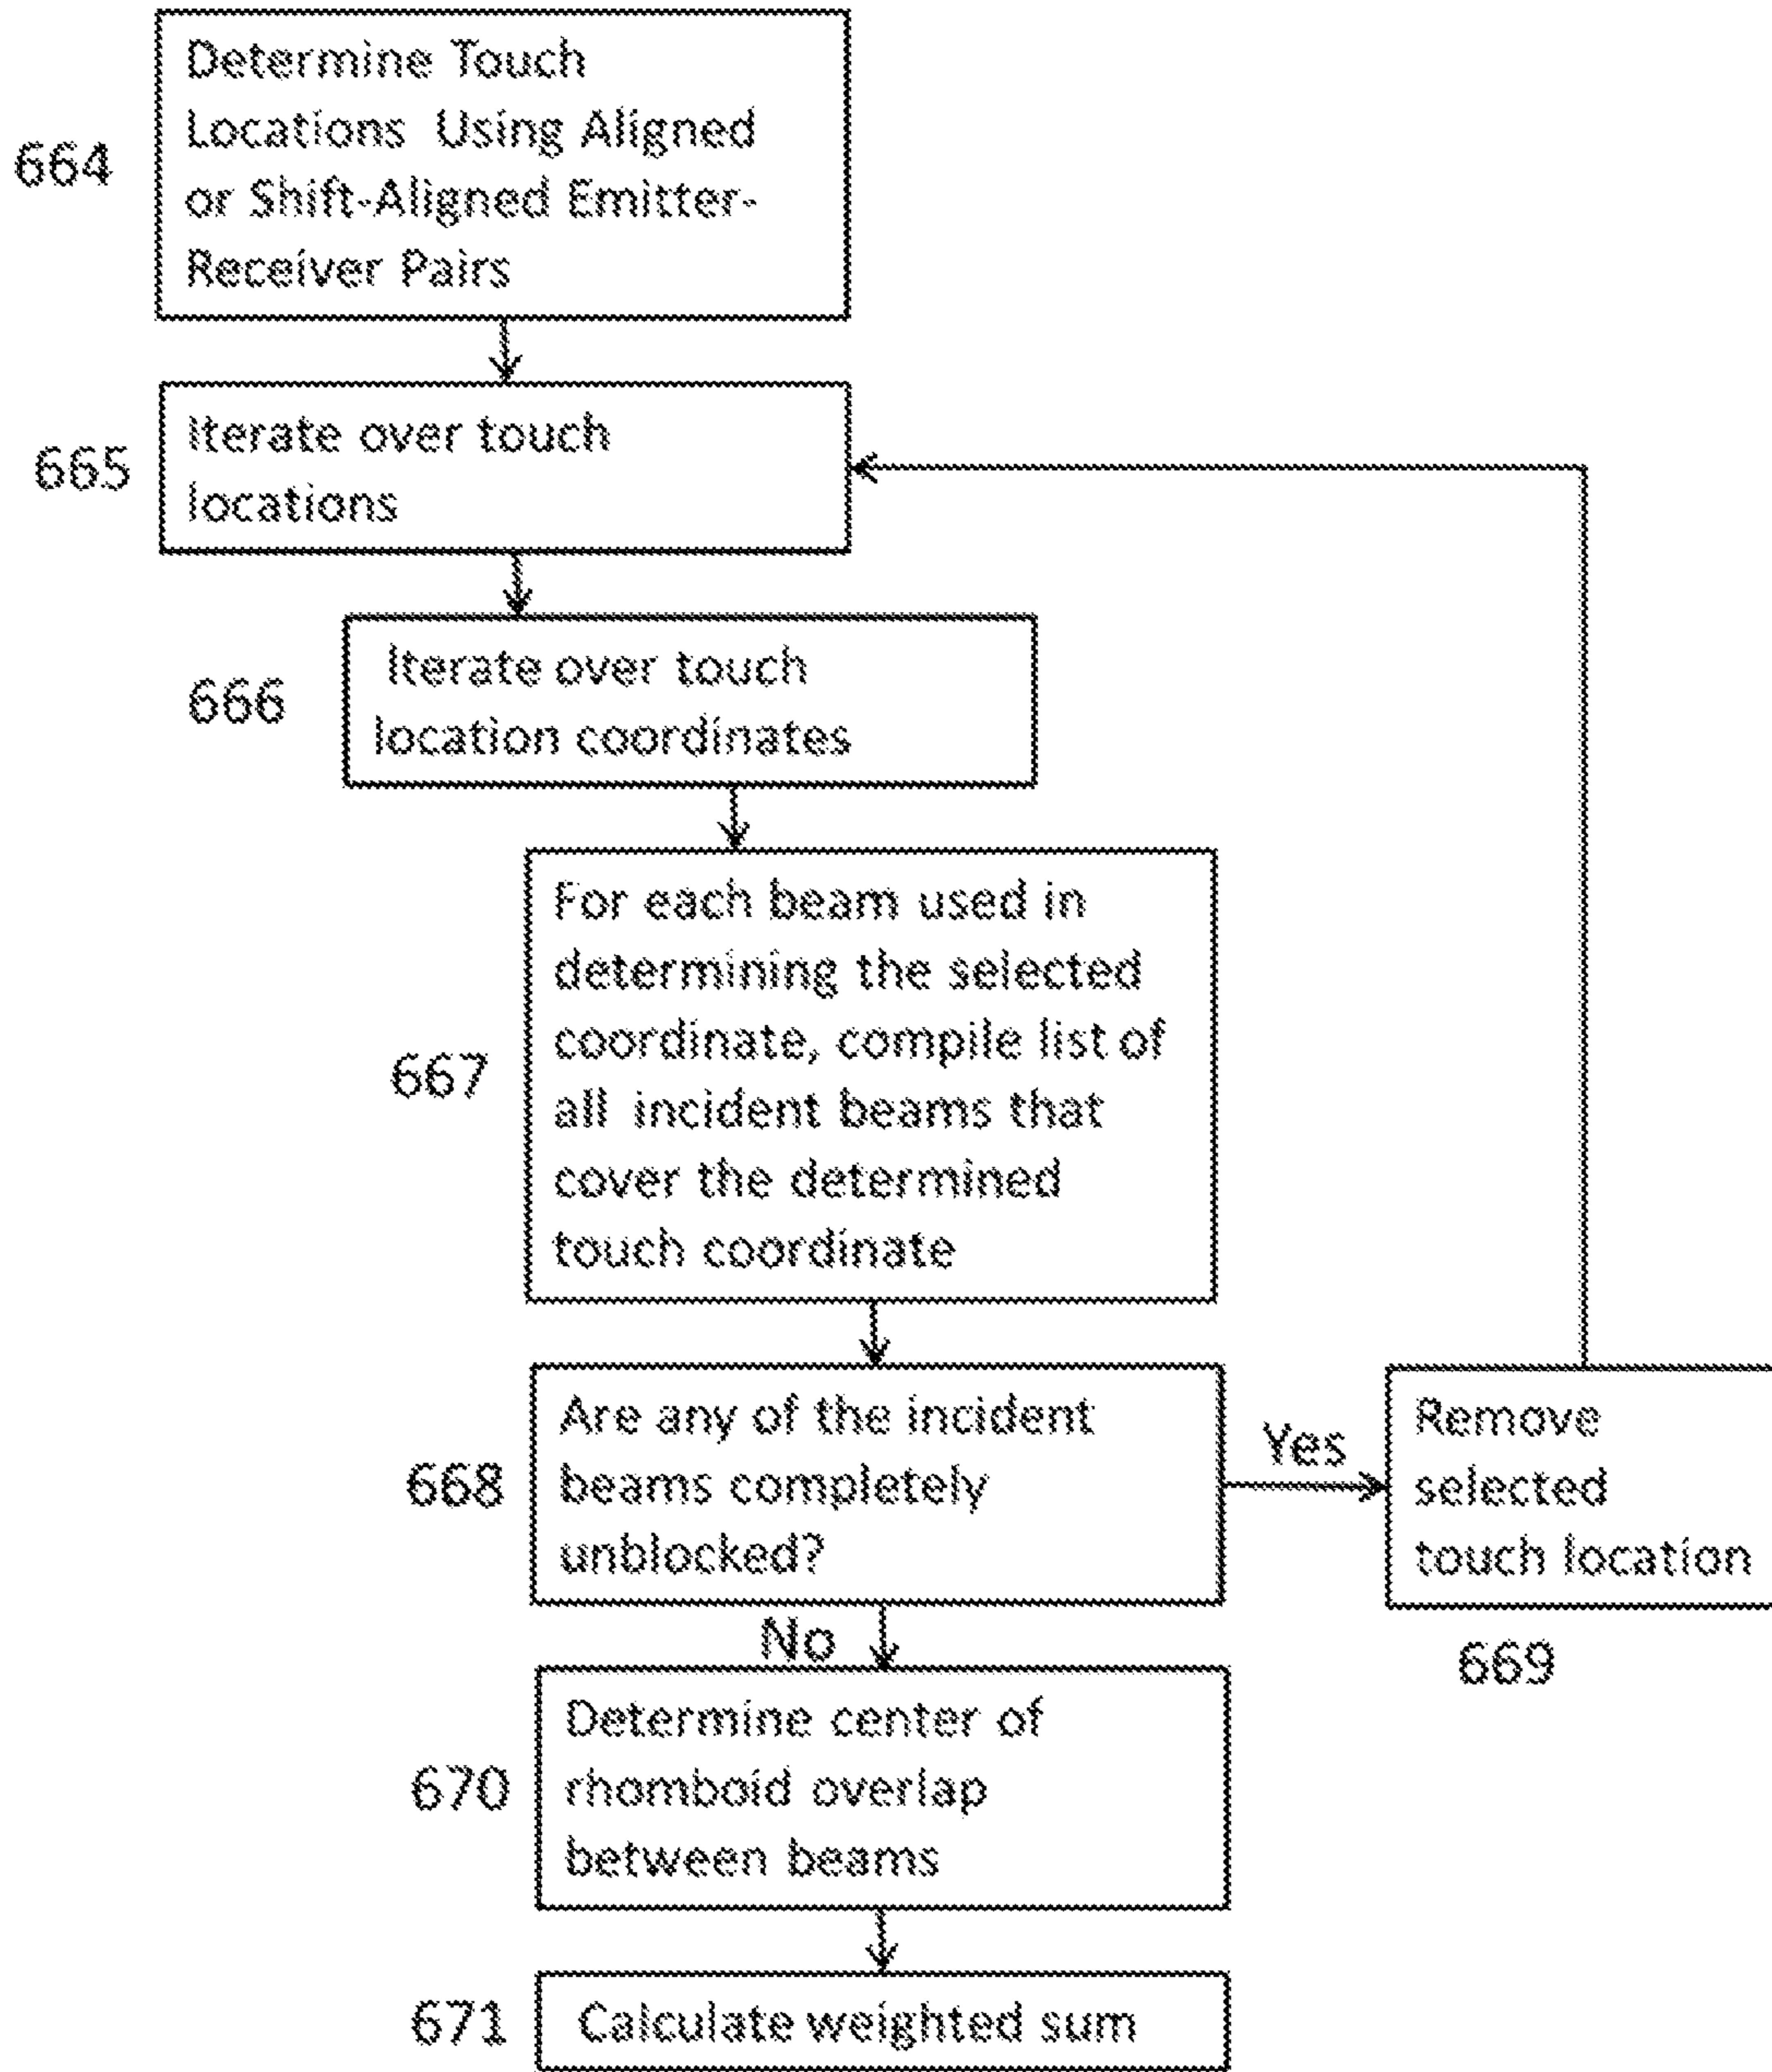 664
Determine Touch
Locations Using Aligned
or Shift-Aligned Emitter-
Receiver Pairs
665
Iterate over touch
locations
666
Iterate over touch
location coordinates
667
For each beam used in
determining the selected
coordinate, compile list of
all incident beams that
cover the determined
touch coordinate
668
Are any of the incident
beams completely
unblocked?
Yes
Remove
selected
touch location
669
No
670
Determine center of
rhomboid overlap
between beams
671
Calculate weighted sum